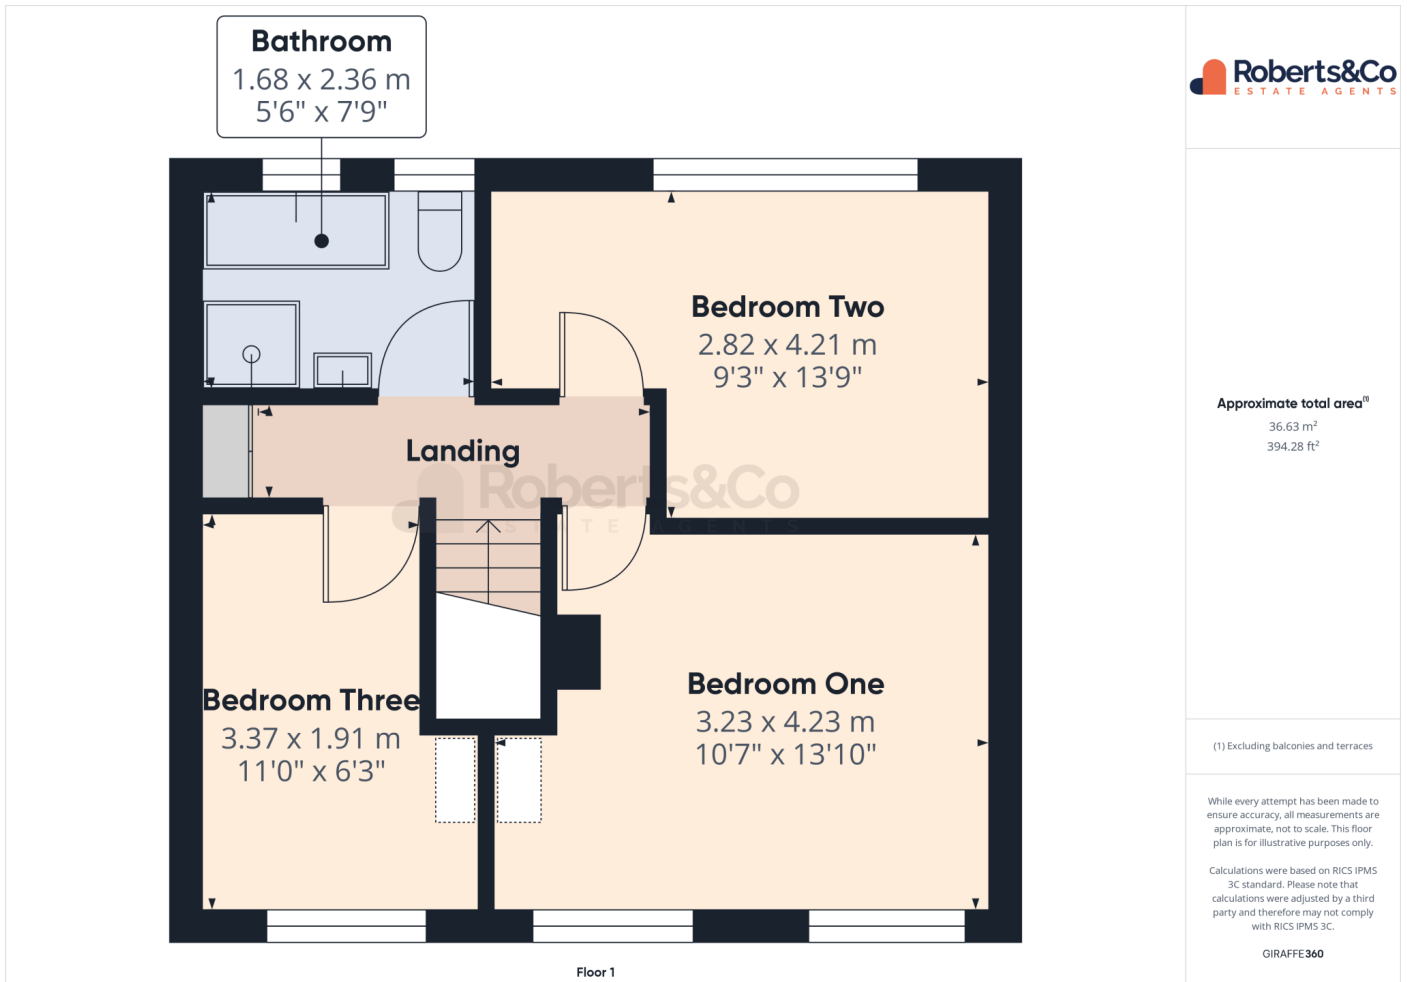 Bathroom
1.68 x 2.36 m
5'6" x 7'9"
Bedroom Two
2.82 x 4.21 m
9'3" x 13'9"
Landing
Roberts&Co
ESTATE AGENTS
Bedroom Three
3.37 x 1.91 m
11'0" x 6'3"
Bedroom One
3.23 x 4.23 m
10'7" x 13'10"
Floor 1
Roberts&Co
ESTATE AGENTS
Approximate total area(1)
36.63 m²
394.28 ft²
(1) Excluding balconies and terraces
While every attempt has been made to
ensure accuracy, all measurements are
approximate, not to scale. This floor
plan is for illustrative purposes only.
Calculations were based on RICS IPMS
3C standard. Please note that
calculations were adjusted by a third
party and therefore may not comply
with RICS IPMS 3C.
GIRAFFE360